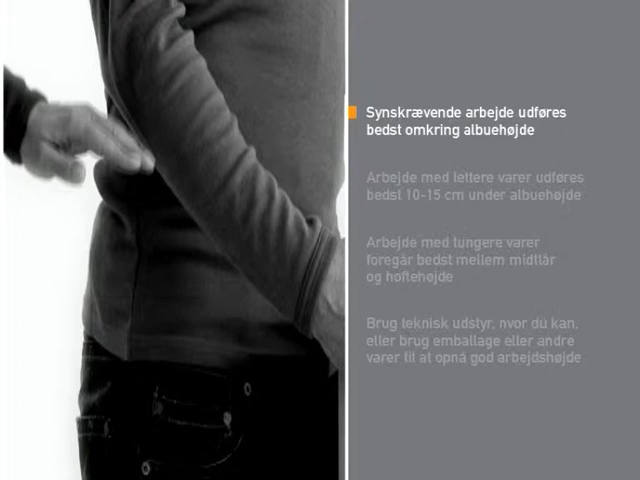 Synskrævende arbejde udføres
bedst omkring albuehøjde
Arbejde med lettere varer udføres
bedst 10-15 cm under albuehøjde
Arbejde med tungere varer
foregår bedst mellem midtlår
og hoftehøjde
Brug teknisk udstyr, hvor du kan,
eller brug emballage eller andre
varer til at opnå god arbejdshøjde